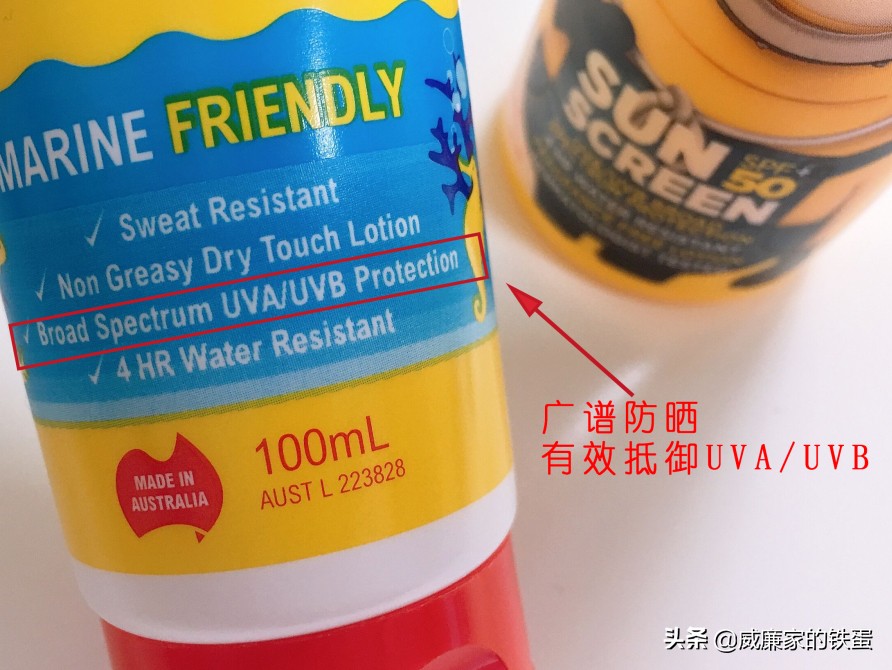 MARINE FRIENDLY
✓ Sweat Resistant
✓ Non Greasy Dry Touch Lotion
✓ Broad Spectrum UVA/UVB Protection
✓ 4 HR Water Resistant
MADE IN
AUSTRALIA
100mL
AUST L 223828
SUN
SCREEN
SPF+
50
广谱防晒
有效抵御UVA/UVB
头条 @威廉家的铁蛋